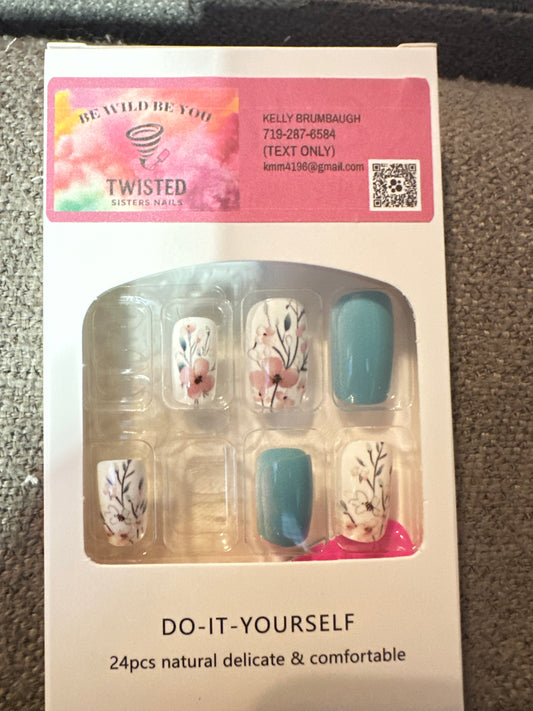 BE WILD BE YOU
TWISTED
SISTERS NAILS
KELLY BRUMBAUGH
719-287-6584
(TEXT ONLY)
kmm4196@gmail.com
DO-IT-YOURSELF
24pcs natural delicate & comfortable